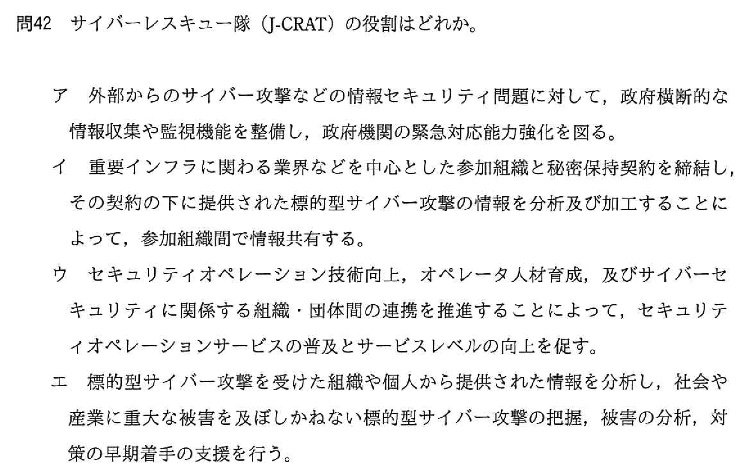 問42 サイバーレスキュー隊（J-CRAT）の役割はどれか。
ア 外部からのサイバー攻撃などの情報セキュリティ問題に対して，政府横断的な
情報収集や監視機能を整備し，政府機関の緊急対応能力強化を図る。
イ 重要インフラに関わる業界などを中心とした参加組織と秘密保持契約を締結し，
その契約の下に提供された標的型サイバー攻撃の情報を分析及び加工することに
よって，参加組織間で情報共有する。
ウ セキュリティオペレーション技術向上，オペレータ人材育成，及びサイバーセ
キュリティに関係する組織・団体間の連携を推進することによって，セキュリテ
ィオペレーションサービスの普及とサービスレベルの向上を促す。
エ 標的型サイバー攻撃を受けた組織や個人から提供された情報を分析し，社会や
産業に重大な被害を及ぼしかねない標的型サイバー攻撃の把握，被害の分析，対
策の早期着手の支援を行う。